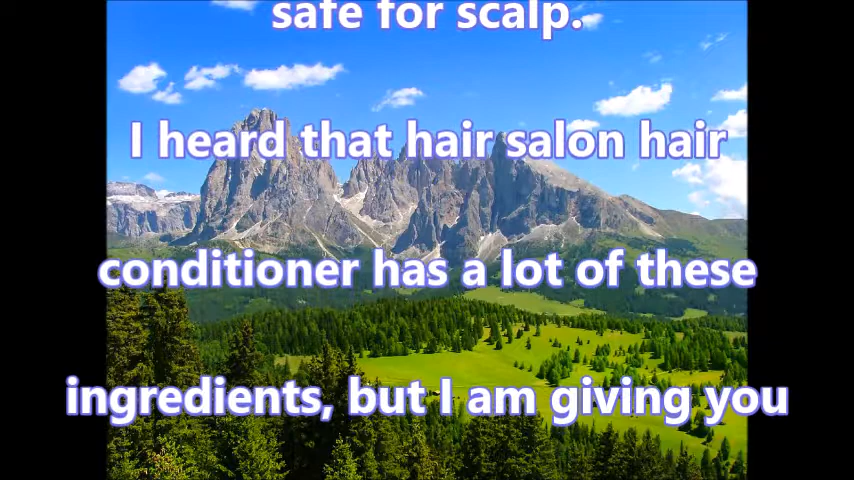 safe for scalp.
I heard that hair salon hair
conditioner has a lot of these
ingredients, but I am giving you